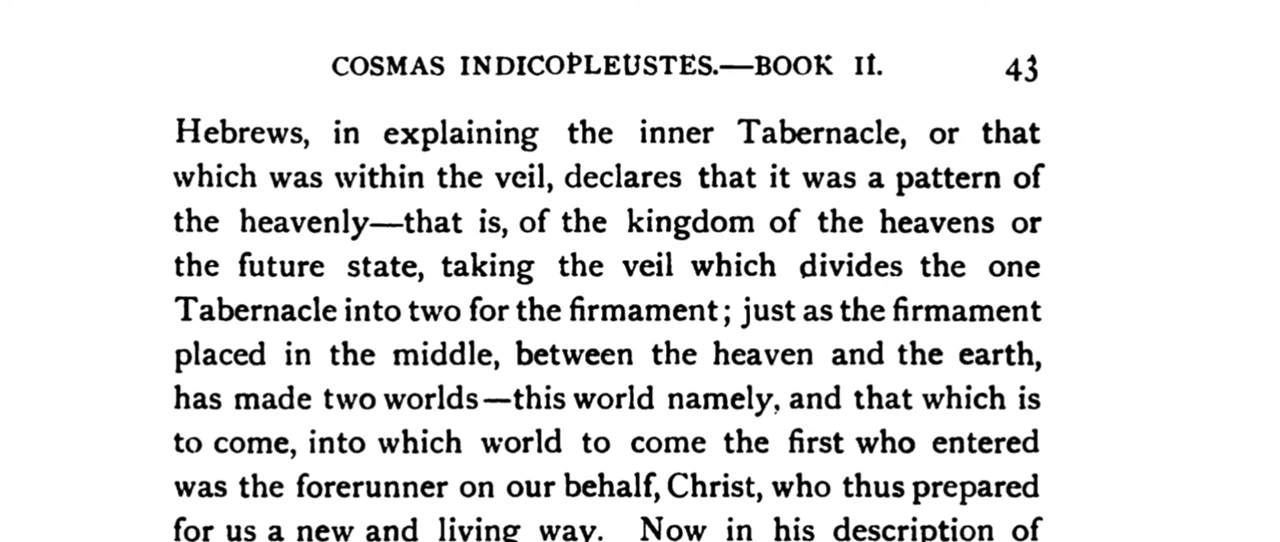 COSMAS INDICOPLEUSTES.—BOOK II. 43
Hebrews, in explaining the inner Tabernacle, or that
which was within the veil, declares that it was a pattern of
the heavenly—that is, of the kingdom of the heavens or
the future state, taking the veil which divides the one
Tabernacle into two for the firmament; just as the firmament
placed in the middle, between the heaven and the earth,
has made two worlds—this world namely, and that which is
to come, into which world to come the first who entered
was the forerunner on our behalf, Christ, who thus prepared
for us a new and living way. Now in his description of